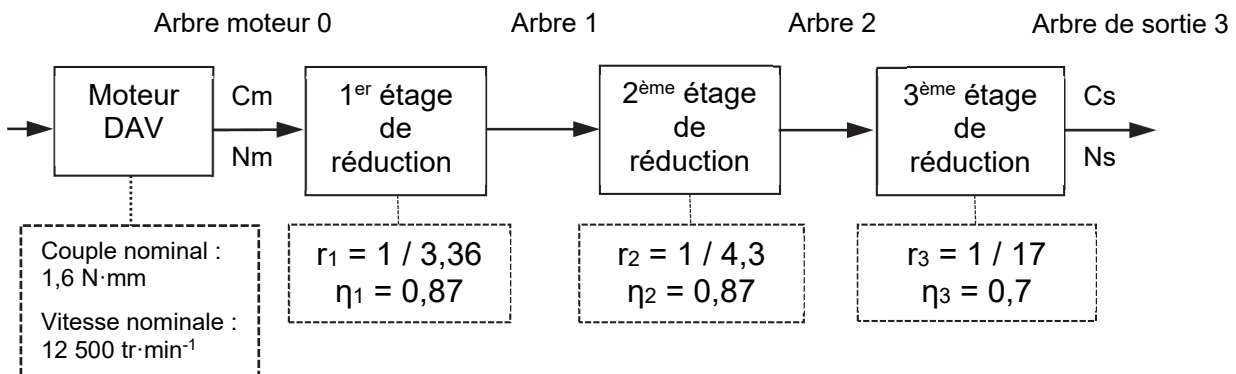 Arbre moteur 0
Arbre 1
Arbre 2
Arbre de sortie 3
Moteur
DAV
Cm
Nm
1er étage
de
réduction
2ème étage
de
réduction
3ème étage
de
réduction
Cs
Ns
Couple nominal :
1,6 N·mm
Vitesse nominale :
12 500 tr·min-1
r1 = 1 / 3,36
η1 = 0,87
r2 = 1 / 4,3
η2 = 0,87
r3 = 1 / 17
η3 = 0,7